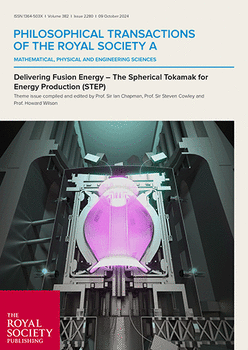 ISSN 1364-503X | Volume 382 | Issue 2280 | 09 October 2024
PHILOSOPHICAL TRANSACTIONS
OF THE ROYAL SOCIETY A
MATHEMATICAL, PHYSICAL AND ENGINEERING SCIENCES
Delivering Fusion Energy – The Spherical Tokamak for
Energy Production (STEP)
Theme issue compiled and edited by Prof. Sir Ian Chapman, Prof. Sir Steven Cowley and
Prof. Howard Wilson
THE
ROYAL
SOCIETY
PUBLISHING